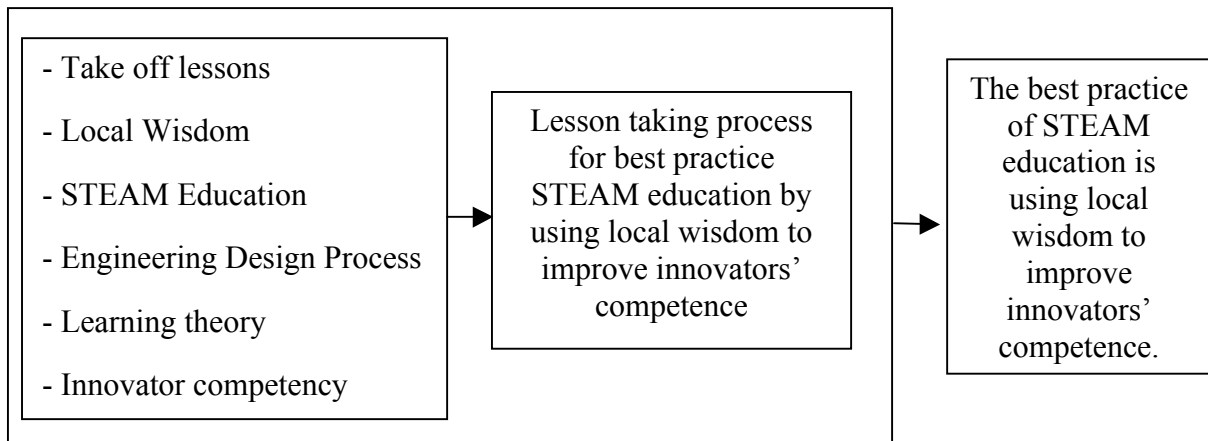 - Take off lessons
- Local Wisdom
- STEAM Education
- Engineering Design Process
- Learning theory
- Innovator competency
Lesson taking process
for best practice
STEAM education by
using local wisdom to
improve innovators’
competence
The best practice
of STEAM
education is
using local
wisdom to
improve
innovators’
competence.